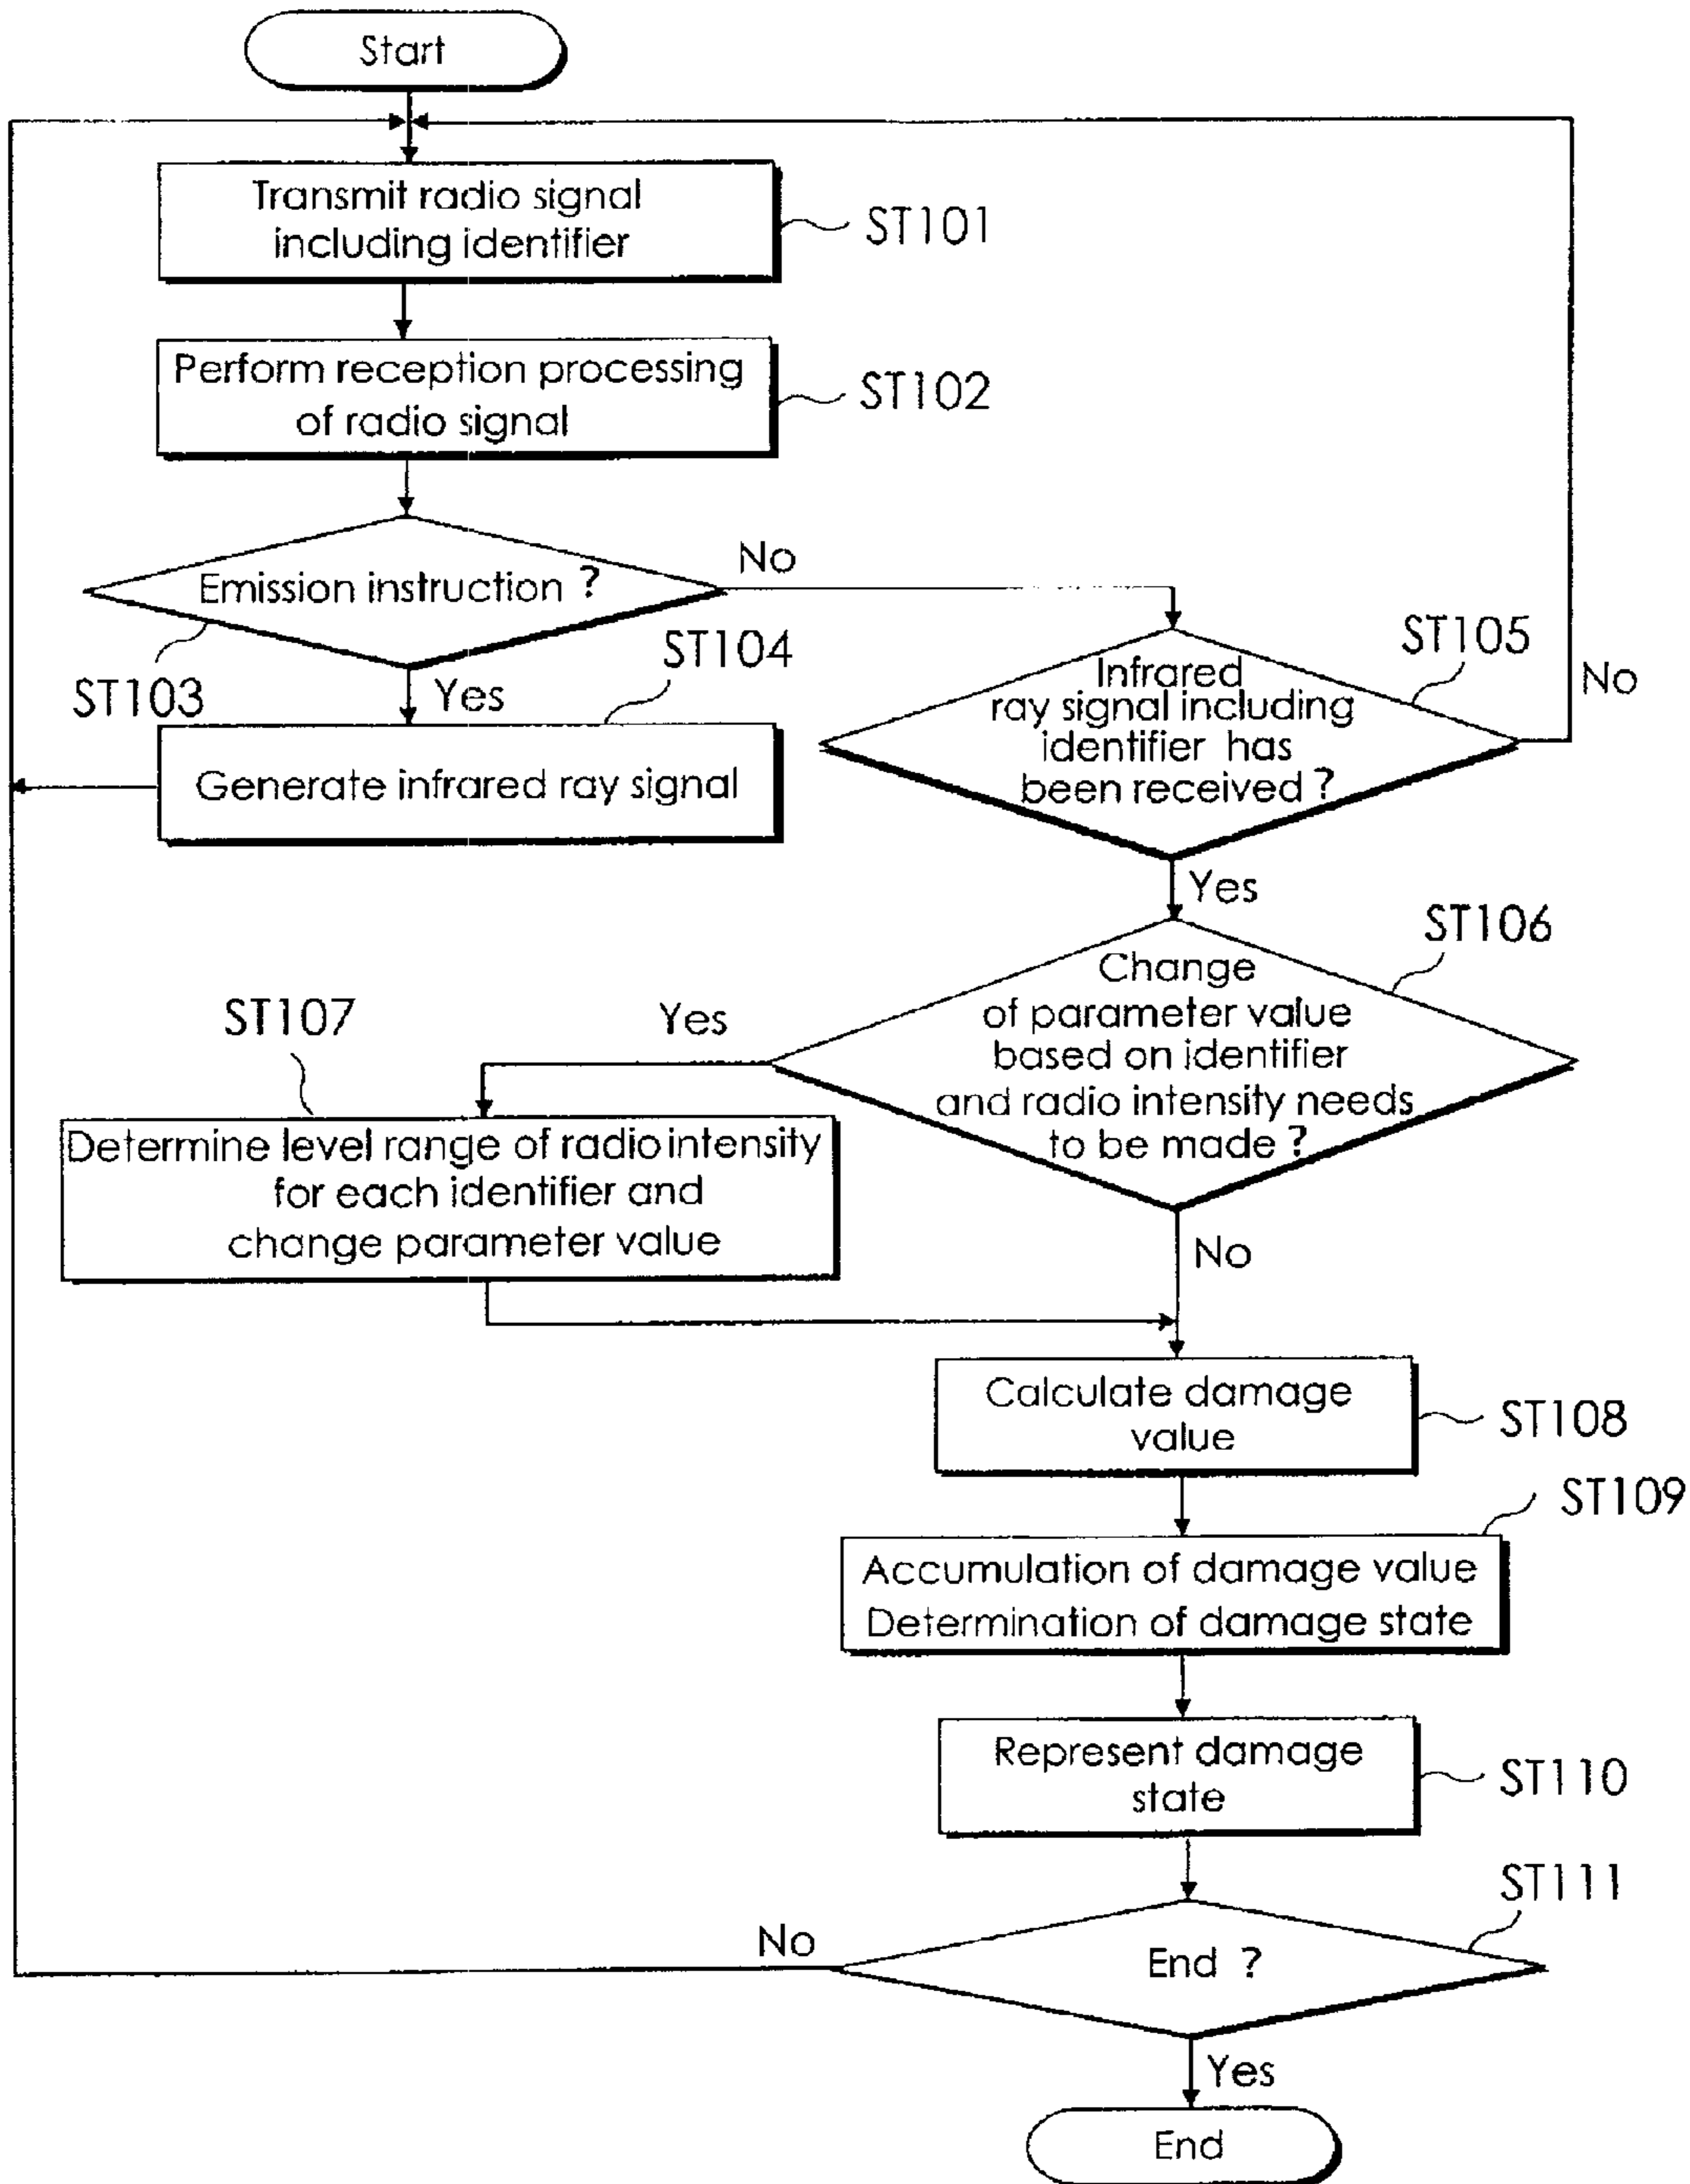 Start
Transmit radio signal
including identifier
ST101
Perform reception processing
of radio signal
ST102
Emission instruction ?
No
ST103
Yes
ST104
Generate infrared ray signal
ST105
Infrared
ray signal including
identifier has
been received ?
No
Yes
ST106
Change
of parameter value
based on identifier
and radio intensity needs
to be made ?
Yes
ST107
Determine level range of radio intensity
for each identifier and
change parameter value
No
Calculate damage
value
ST108
ST109
Accumulation of damage value
Determination of damage state
Represent damage
state
ST110
ST111
End ?
No
Yes
End